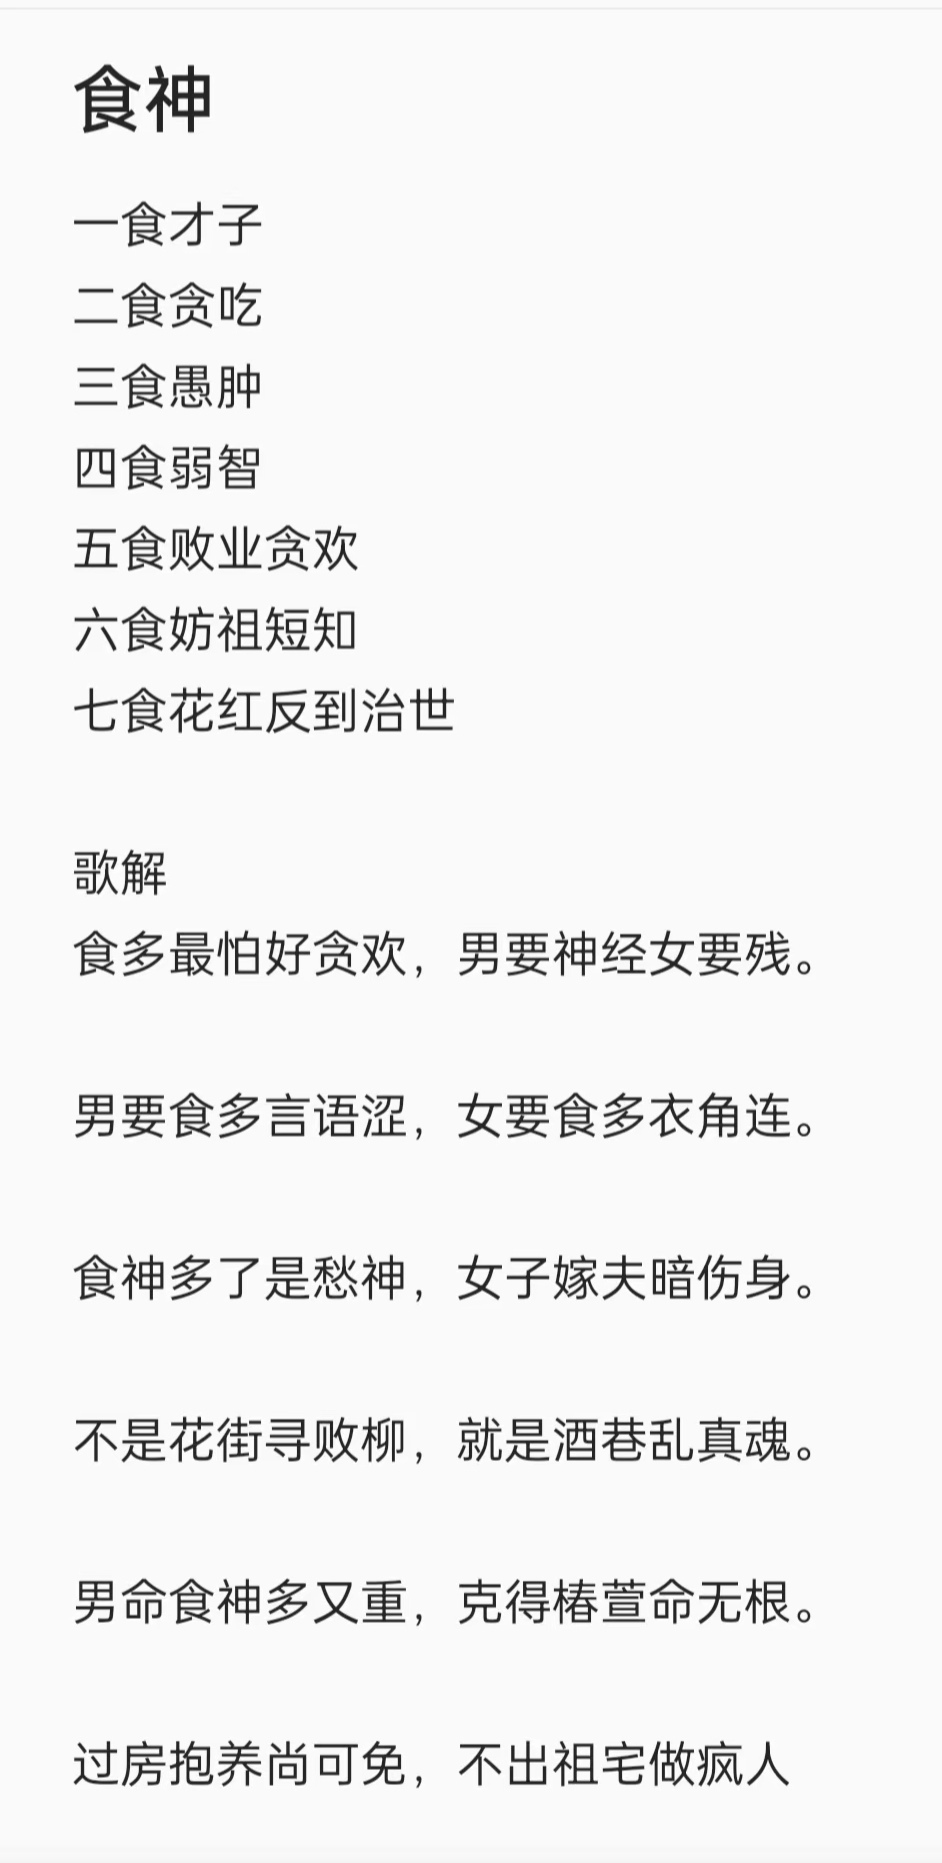 食神
一食才子
二食贪吃
三食愚肿
四食弱智
五食败业贪欢
六食妨祖短知
七食花红反到治世
歌解
食多最怕好贪欢，男要神经女要残。
男要食多言语涩，女要食多衣角连。
食神多了是愁神，女子嫁夫暗伤身。
不是花街寻败柳，就是酒巷乱真魂。
男命食神多又重，克得椿萱命无根。
过房抱养尚可免，不出祖宅做疯人